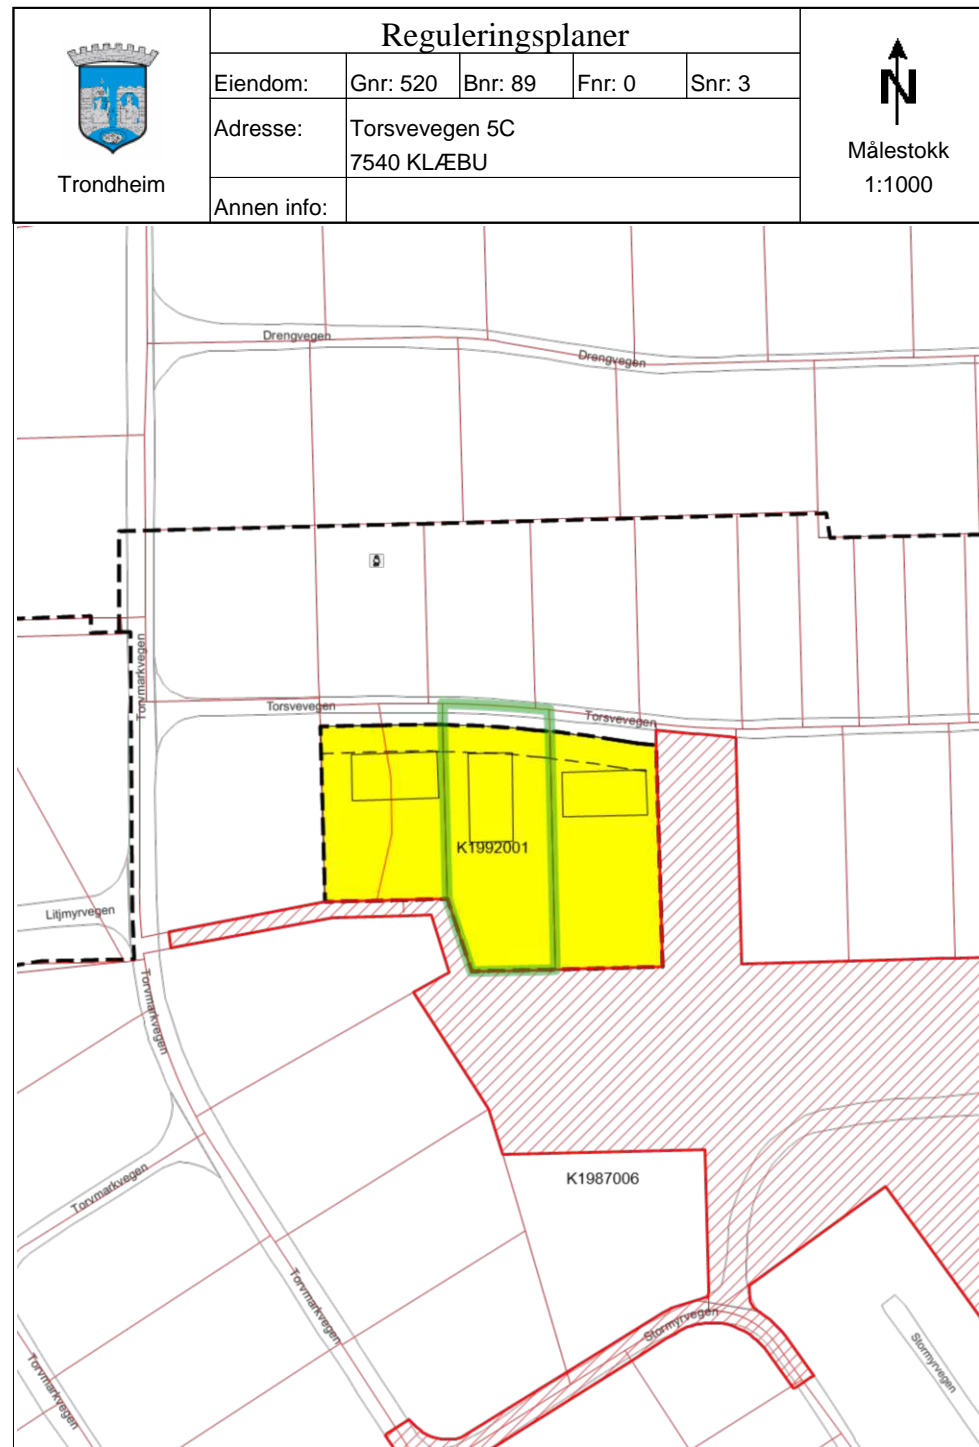 Reguleringsplaner
Eiendom: Gnr: 520 Bnr: 89 Fnr: 0 Snr: 3
Adresse: Torsvevegen 5C
7540 KLÆBU
Annen info:
Trondheim
N
Målestokk
1:1000
Drengvegen
Drengvegen
Torvmarkvegen
Torsvevegen
Torsvevegen
K1992001
Litjmyrvegen
Torvmarkvegen
Torvmarkvegen
K1987006
Torvmarkvegen
Stormyrvegen
Stormyrvegen
Torvmarkvegen